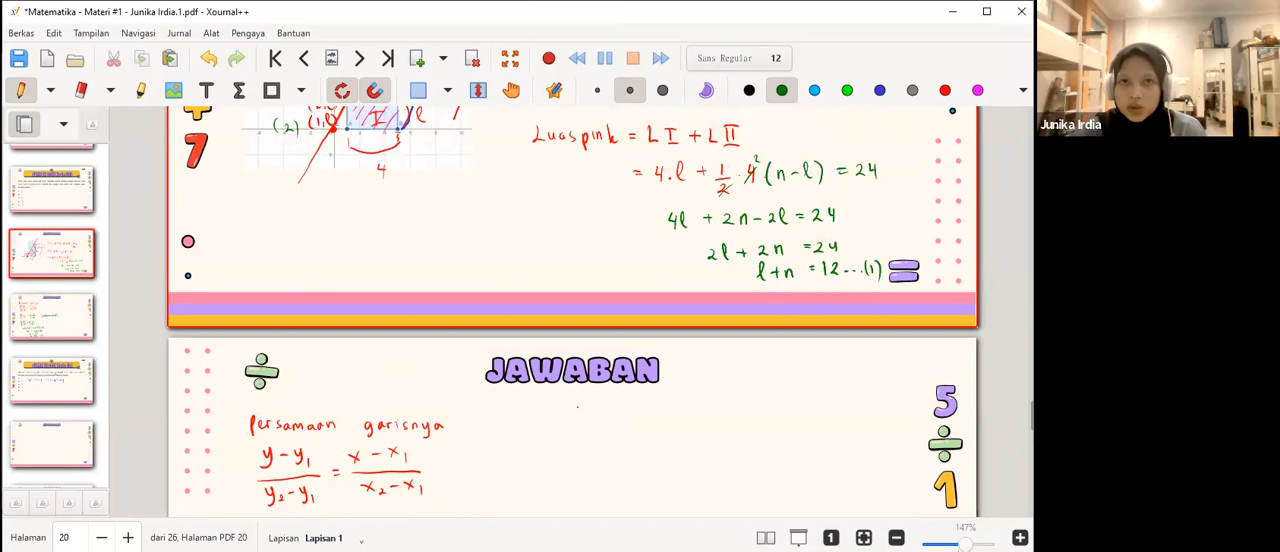 *Matematika - Materi #1 - Junika Irdia.1.pdf - Xournal++
Berkas Edit Tampilan Navigasi Jurnal Alat Pengaya Bantuan
Sans Regular 12
Junika Irdia
(-2)
I
l
4
7
Luas pink = L I + L II
= 4.l + 1/2 . 4 2 (n-l) = 24
4l + 2n - 2l = 24
2l + 2n = 24
l + n = 12 ... (1)
JAWABAN
Persamaan garisnya
y - y₁ / y₂ - y₁ = x - x₁ / x₂ - x₁
5
÷
1
Halaman 20 dari 26, Halaman PDF 20 Lapisan Lapisan 1
147%